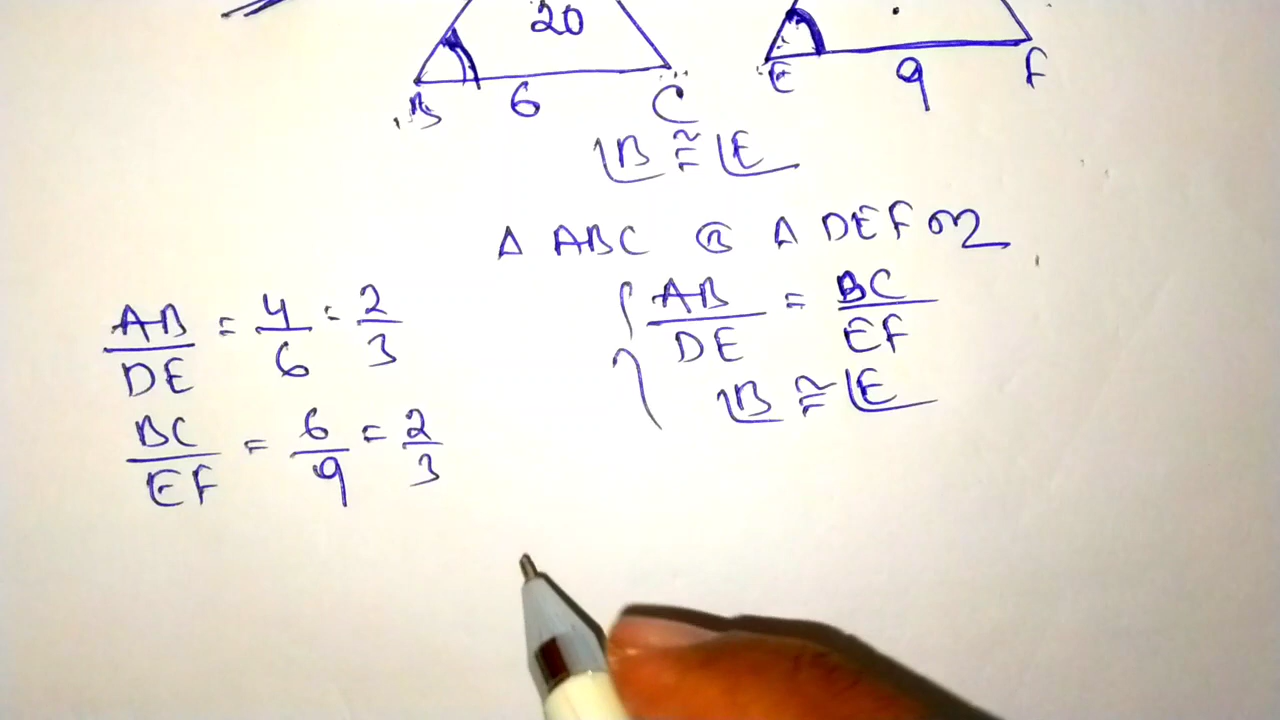 20
B 6 C E 9 F
∠B ≅ ∠E
Δ ABC Δ DEF
AB/DE = 4/6 = 2/3
AB/DE = BC/EF
∠B ≅ ∠E
BC/EF = 6/9 = 2/3